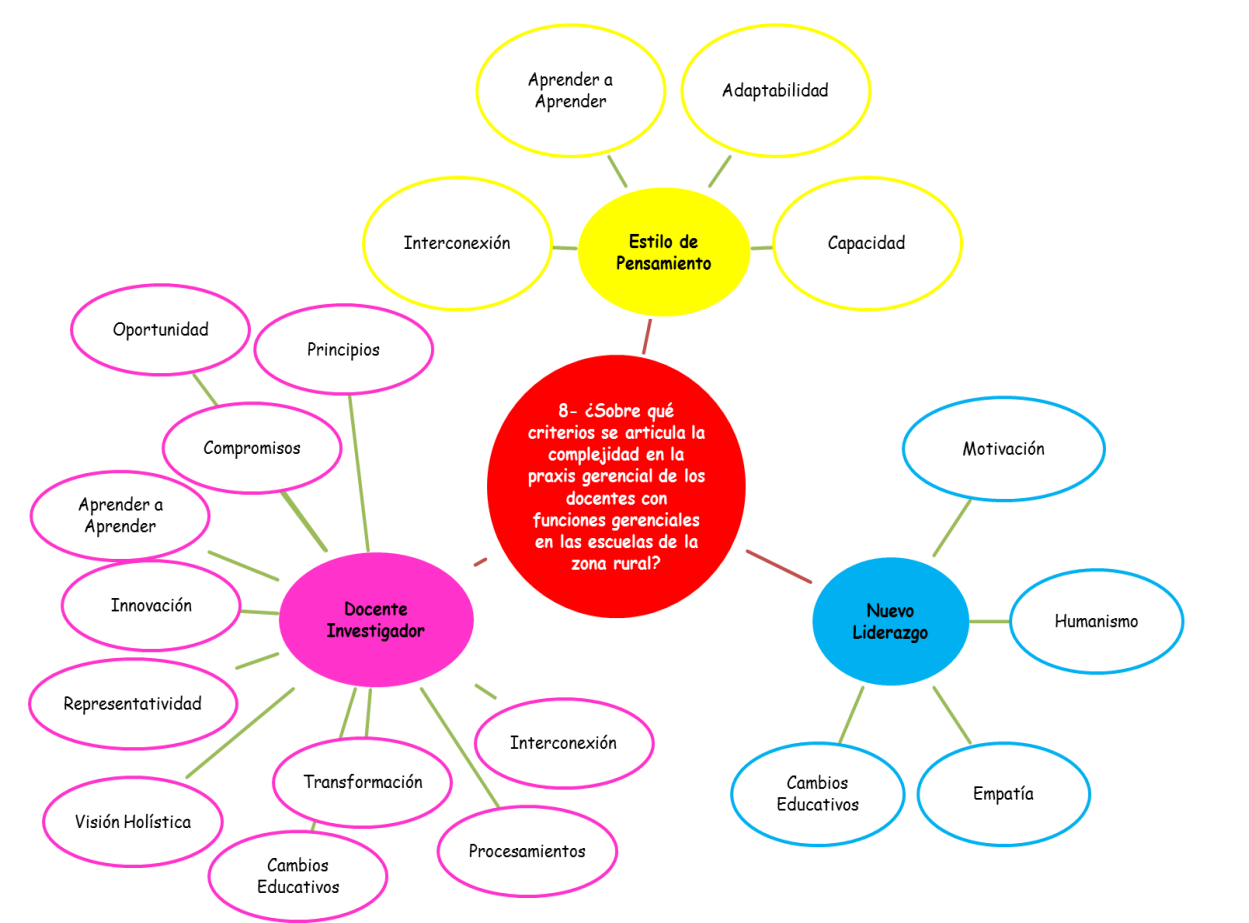 Aprender a
Aprender
Adaptabilidad
Interconexión
Estilo de
Pensamiento
Capacidad
Oportunidad
Principios
8- ¿Sobre qué
criterios se articula la
complejidad en la
praxis gerencial de los
docentes con
funciones gerenciales
en las escuelas de la
zona rural?
Compromisos
Motivación
Aprender a
Aprender
Innovación
Docente
Investigador
Nuevo
Liderazgo
Humanismo
Representatividad
Interconexión
Transformación
Visión Holística
Cambios
Educativos
Procesamientos
Cambios
Educativos
Empatía